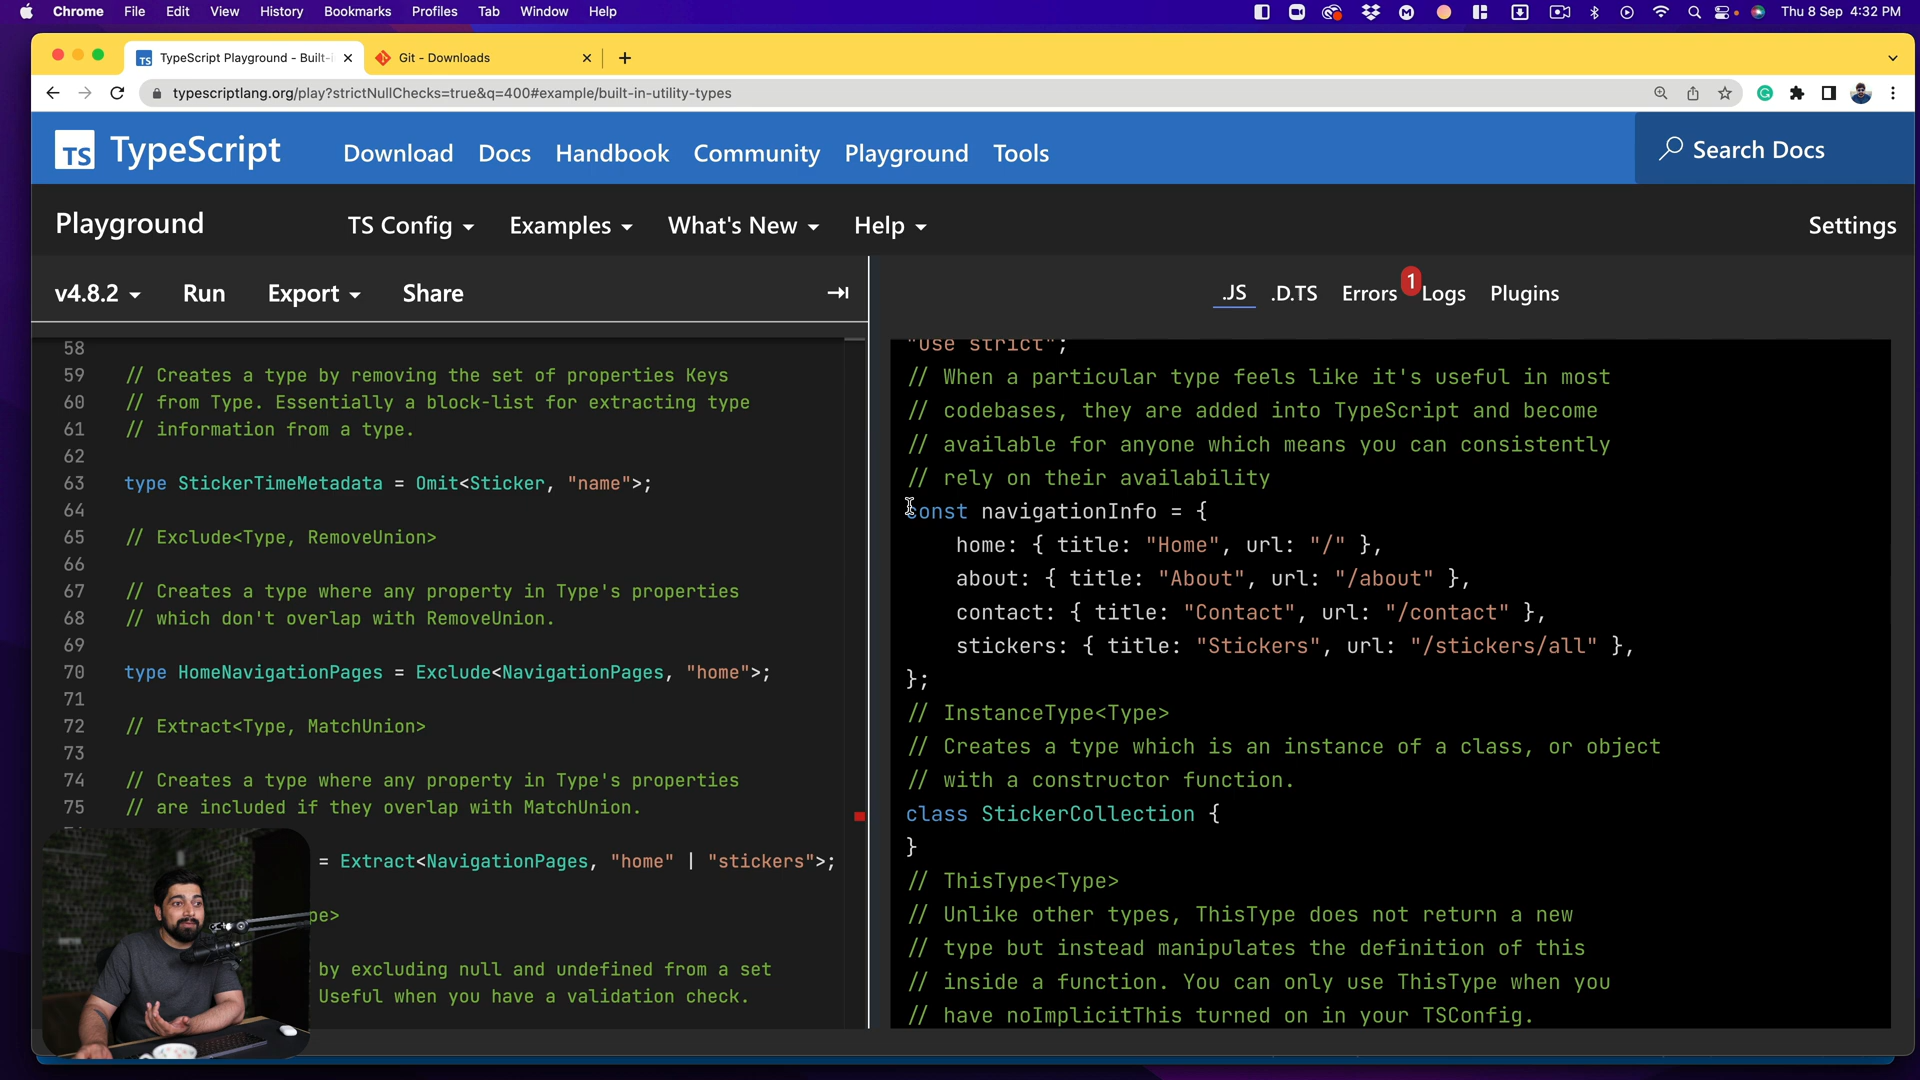 Chrome File Edit View History Bookmarks Profiles Tab Window Help Thu 8 Sep 4:32 PM
TypeScript Playground - Built- Git - Downloads
typescriptlang.org/play?strictNullChecks=true&q=400#example/built-in-utility-types
TS TypeScript Download Docs Handbook Community Playground Tools Search Docs
Playground TS Config Examples What's New Help Settings
v4.8.2 Run Export Share
.JS .D.TS Errors 1 Logs Plugins
58
59 // Creates a type by removing the set of properties Keys
60 // from Type. Essentially a block-list for extracting type
61 // information from a type.
62
63 type StickerTimeMetadata = Omit<Sticker, "name">;
64
65 // Exclude<Type, RemoveUnion>
66
67 // Creates a type where any property in Type's properties
68 // which don't overlap with RemoveUnion.
69
70 type HomeNavigationPages = Exclude<NavigationPages, "home">;
71
72 // Extract<Type, MatchUnion>
73
74 // Creates a type where any property in Type's properties
75 // are included if they overlap with MatchUnion.
= Extract<NavigationPages, "home" | "stickers">;
pe>
by excluding null and undefined from a set
Useful when you have a validation check.
"use strict";
// When a particular type feels like it's useful in most
// codebases, they are added into TypeScript and become
// available for anyone which means you can consistently
// rely on their availability
const navigationInfo = {
home: { title: "Home", url: "/" },
about: { title: "About", url: "/about" },
contact: { title: "Contact", url: "/contact" },
stickers: { title: "Stickers", url: "/stickers/all" },
};
// InstanceType<Type>
// Creates a type which is an instance of a class, or object
// with a constructor function.
class StickerCollection {
}
// ThisType<Type>
// Unlike other types, ThisType does not return a new
// type but instead manipulates the definition of this
// inside a function. You can only use ThisType when you
// have noImplicitThis turned on in your TSConfig.